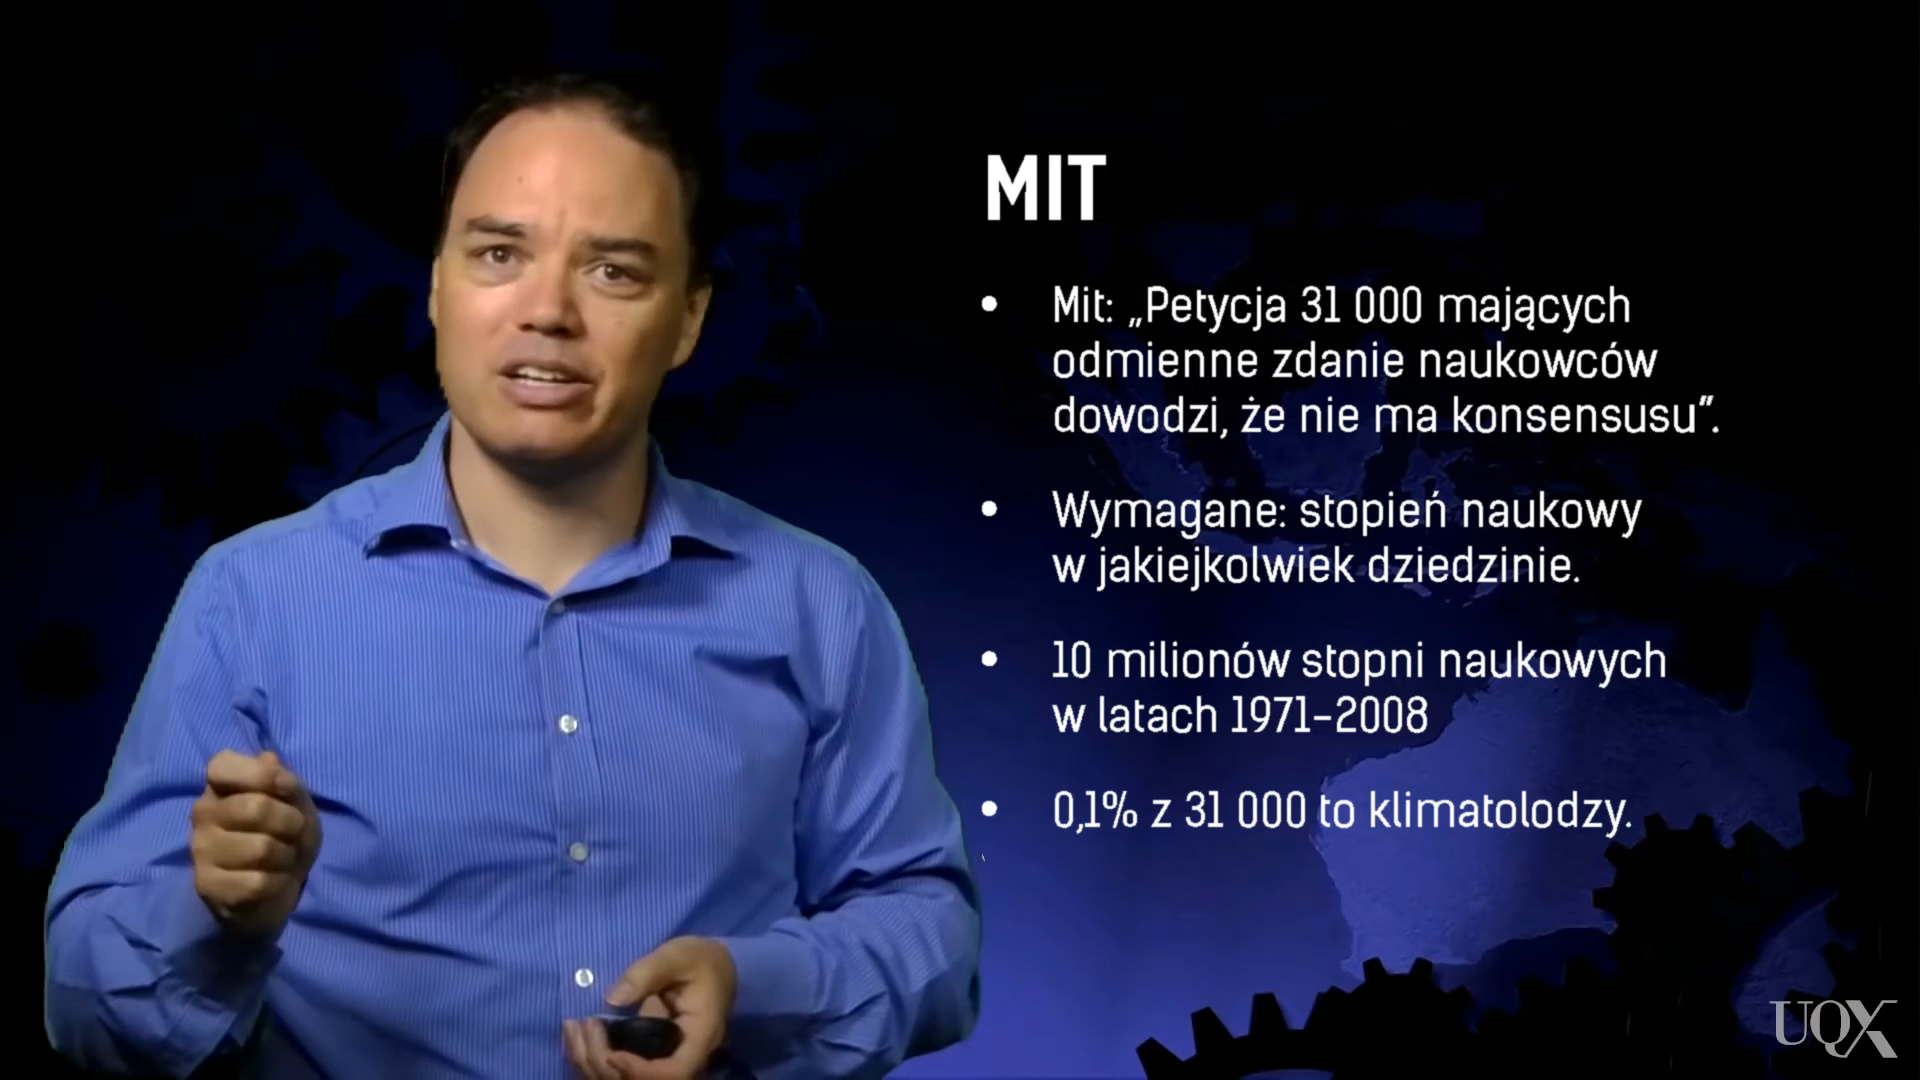 MIT
• Mit: „Petycja 31 000 mających
odmienne zdanie naukowców
dowodzi, że nie ma konsensusu”.
• Wymagane: stopień naukowy
w jakiejkolwiek dziedzinie.
• 10 milionów stopni naukowych
w latach 1971–2008
• 0,1% z 31 000 to klimatolodzy.
UQX